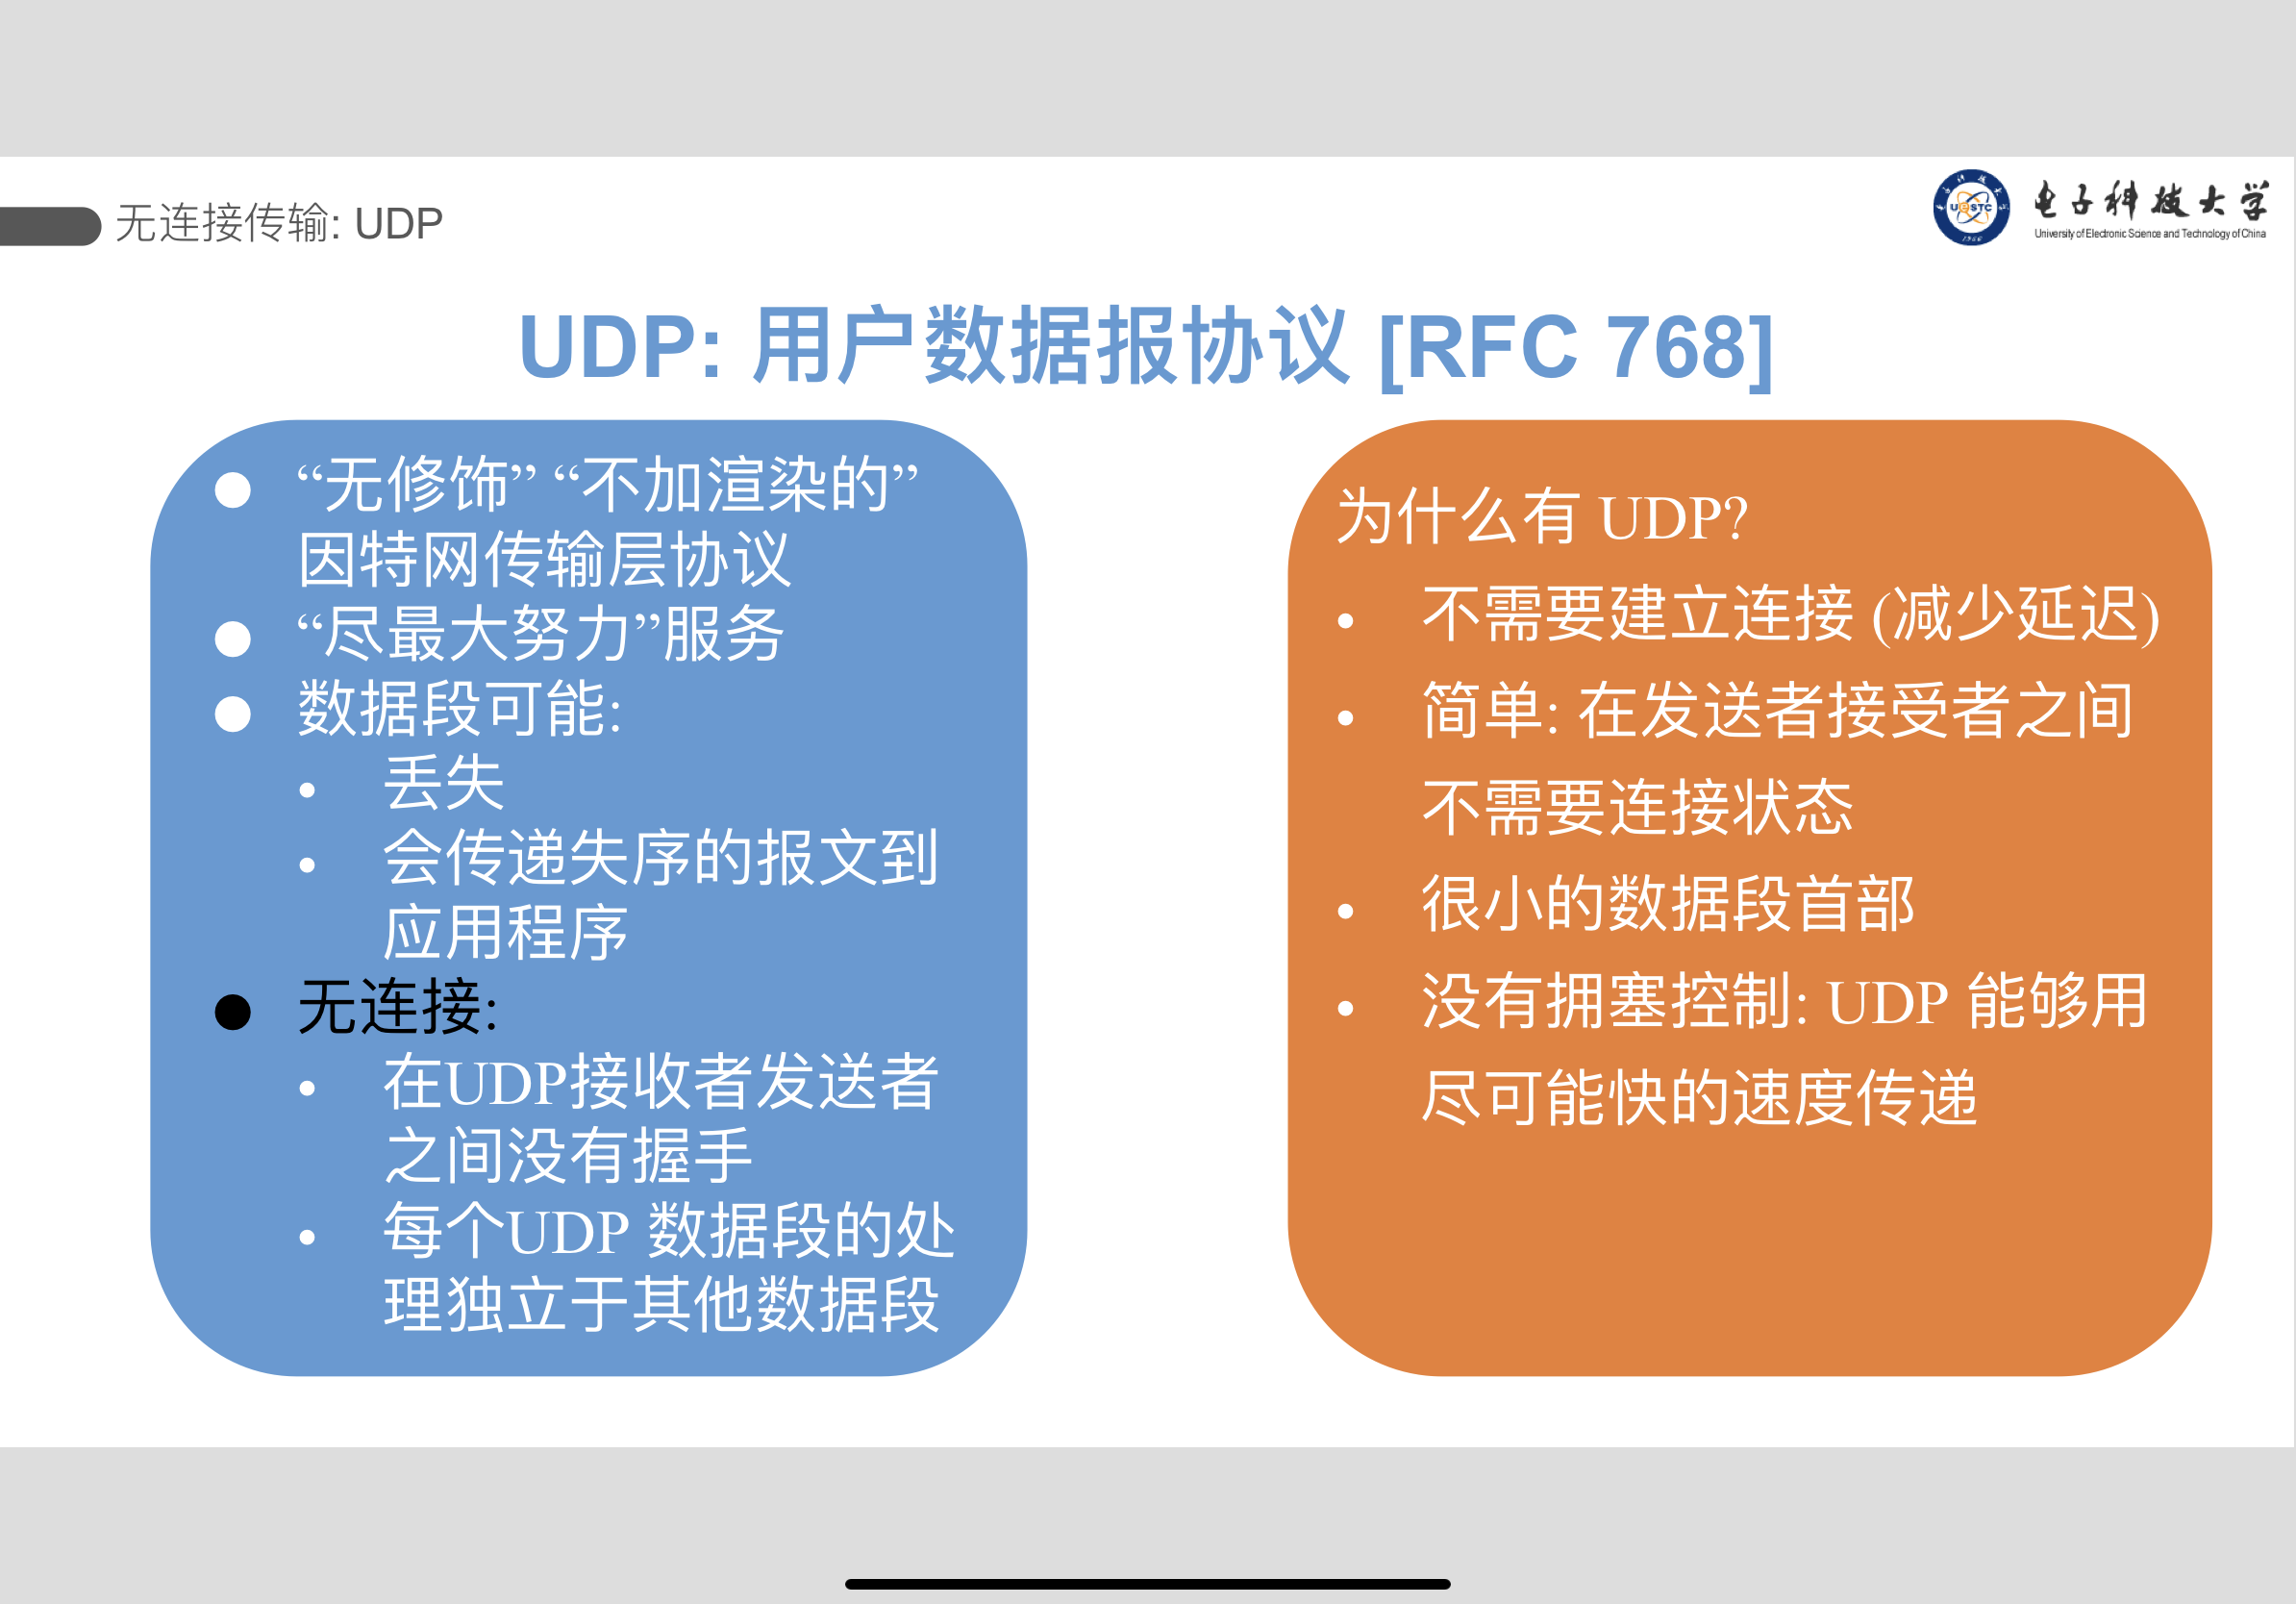 无连接传输: UDP
电子科技大学
University of Electronic Science and Technology of China
UeSTC
1956
UDP: 用户数据报协议 [RFC 768]
“无修饰” “不加渲染的”
因特网传输层协议
“尽最大努力”服务
数据段可能:
丢失
会传递失序的报文到
应用程序
无连接:
在UDP接收者发送者
之间没有握手
每个UDP 数据段的处
理独立于其他数据段
为什么有 UDP?
不需要建立连接(减少延迟)
简单: 在发送者接受者之间
不需要连接状态
很小的数据段首部
没有拥塞控制: UDP 能够用
尽可能快的速度传递